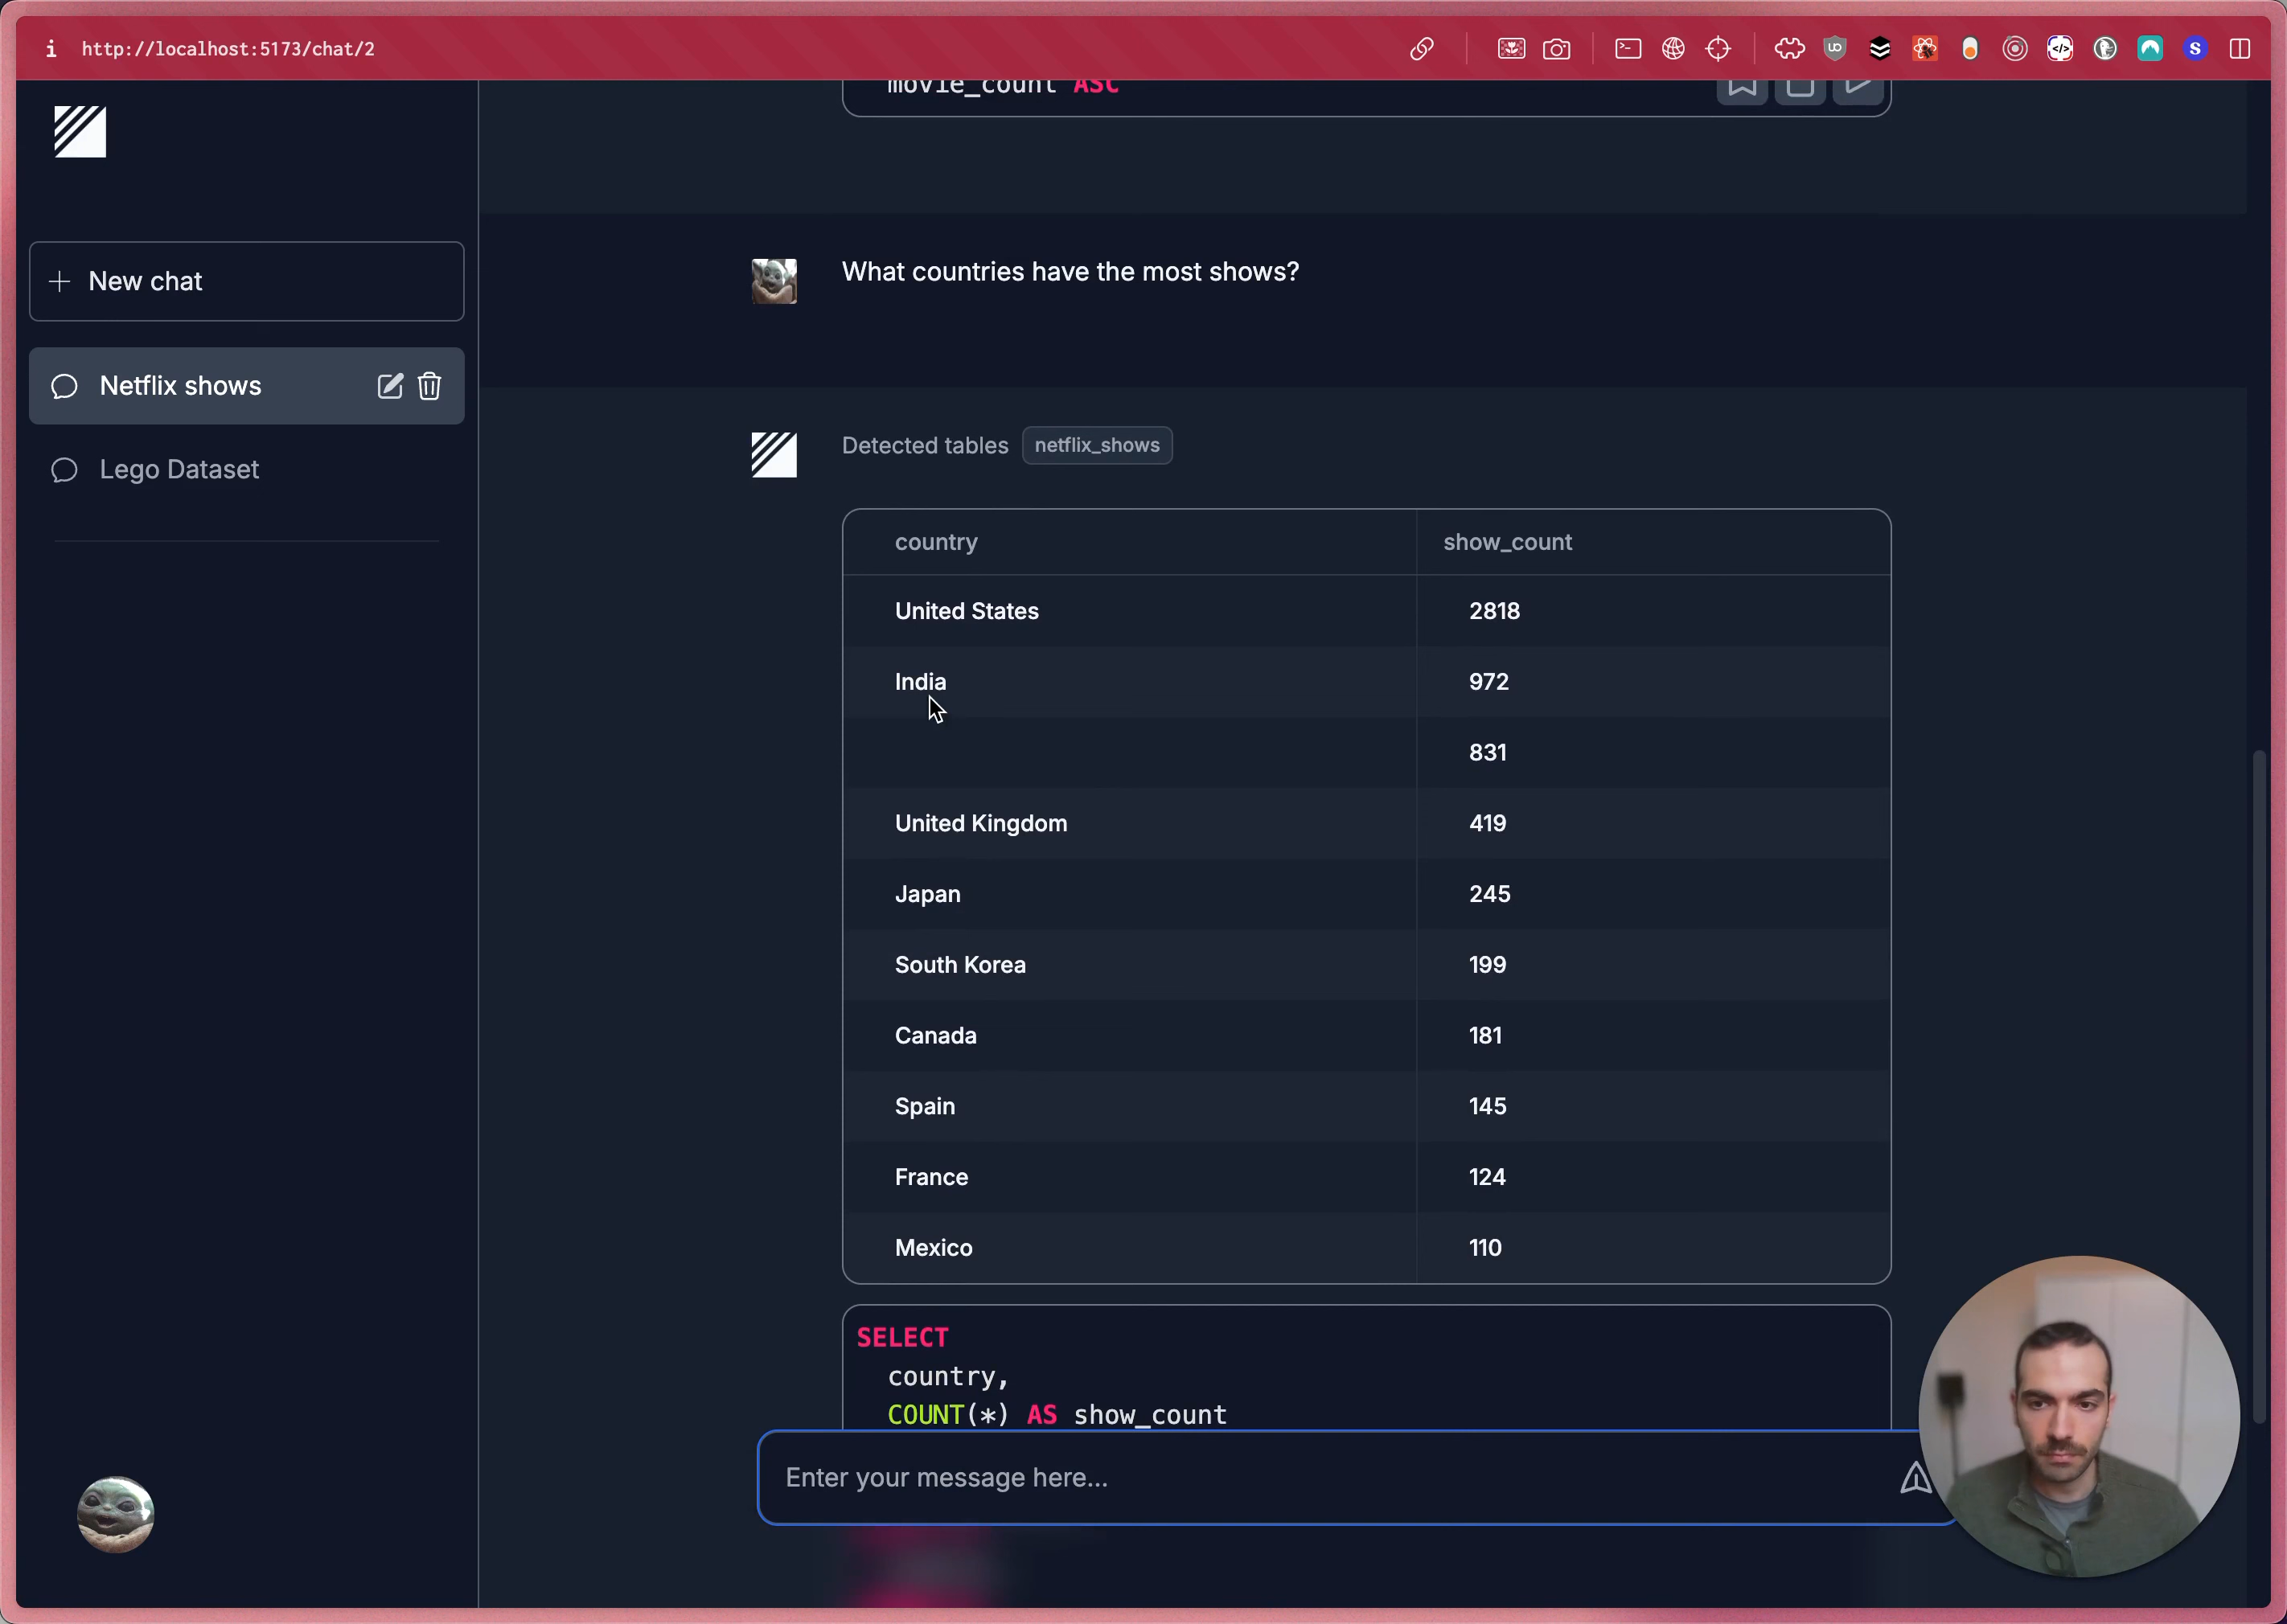 http://localhost:5173/chat/2
movie_count ASC
New chat
Netflix shows
Lego Dataset
What countries have the most shows?
Detected tables netflix_shows
country show_count
United States 2818
India 972
831
United Kingdom 419
Japan 245
South Korea 199
Canada 181
Spain 145
France 124
Mexico 110
SELECT
country,
COUNT(*) AS show_count
Enter your message here...